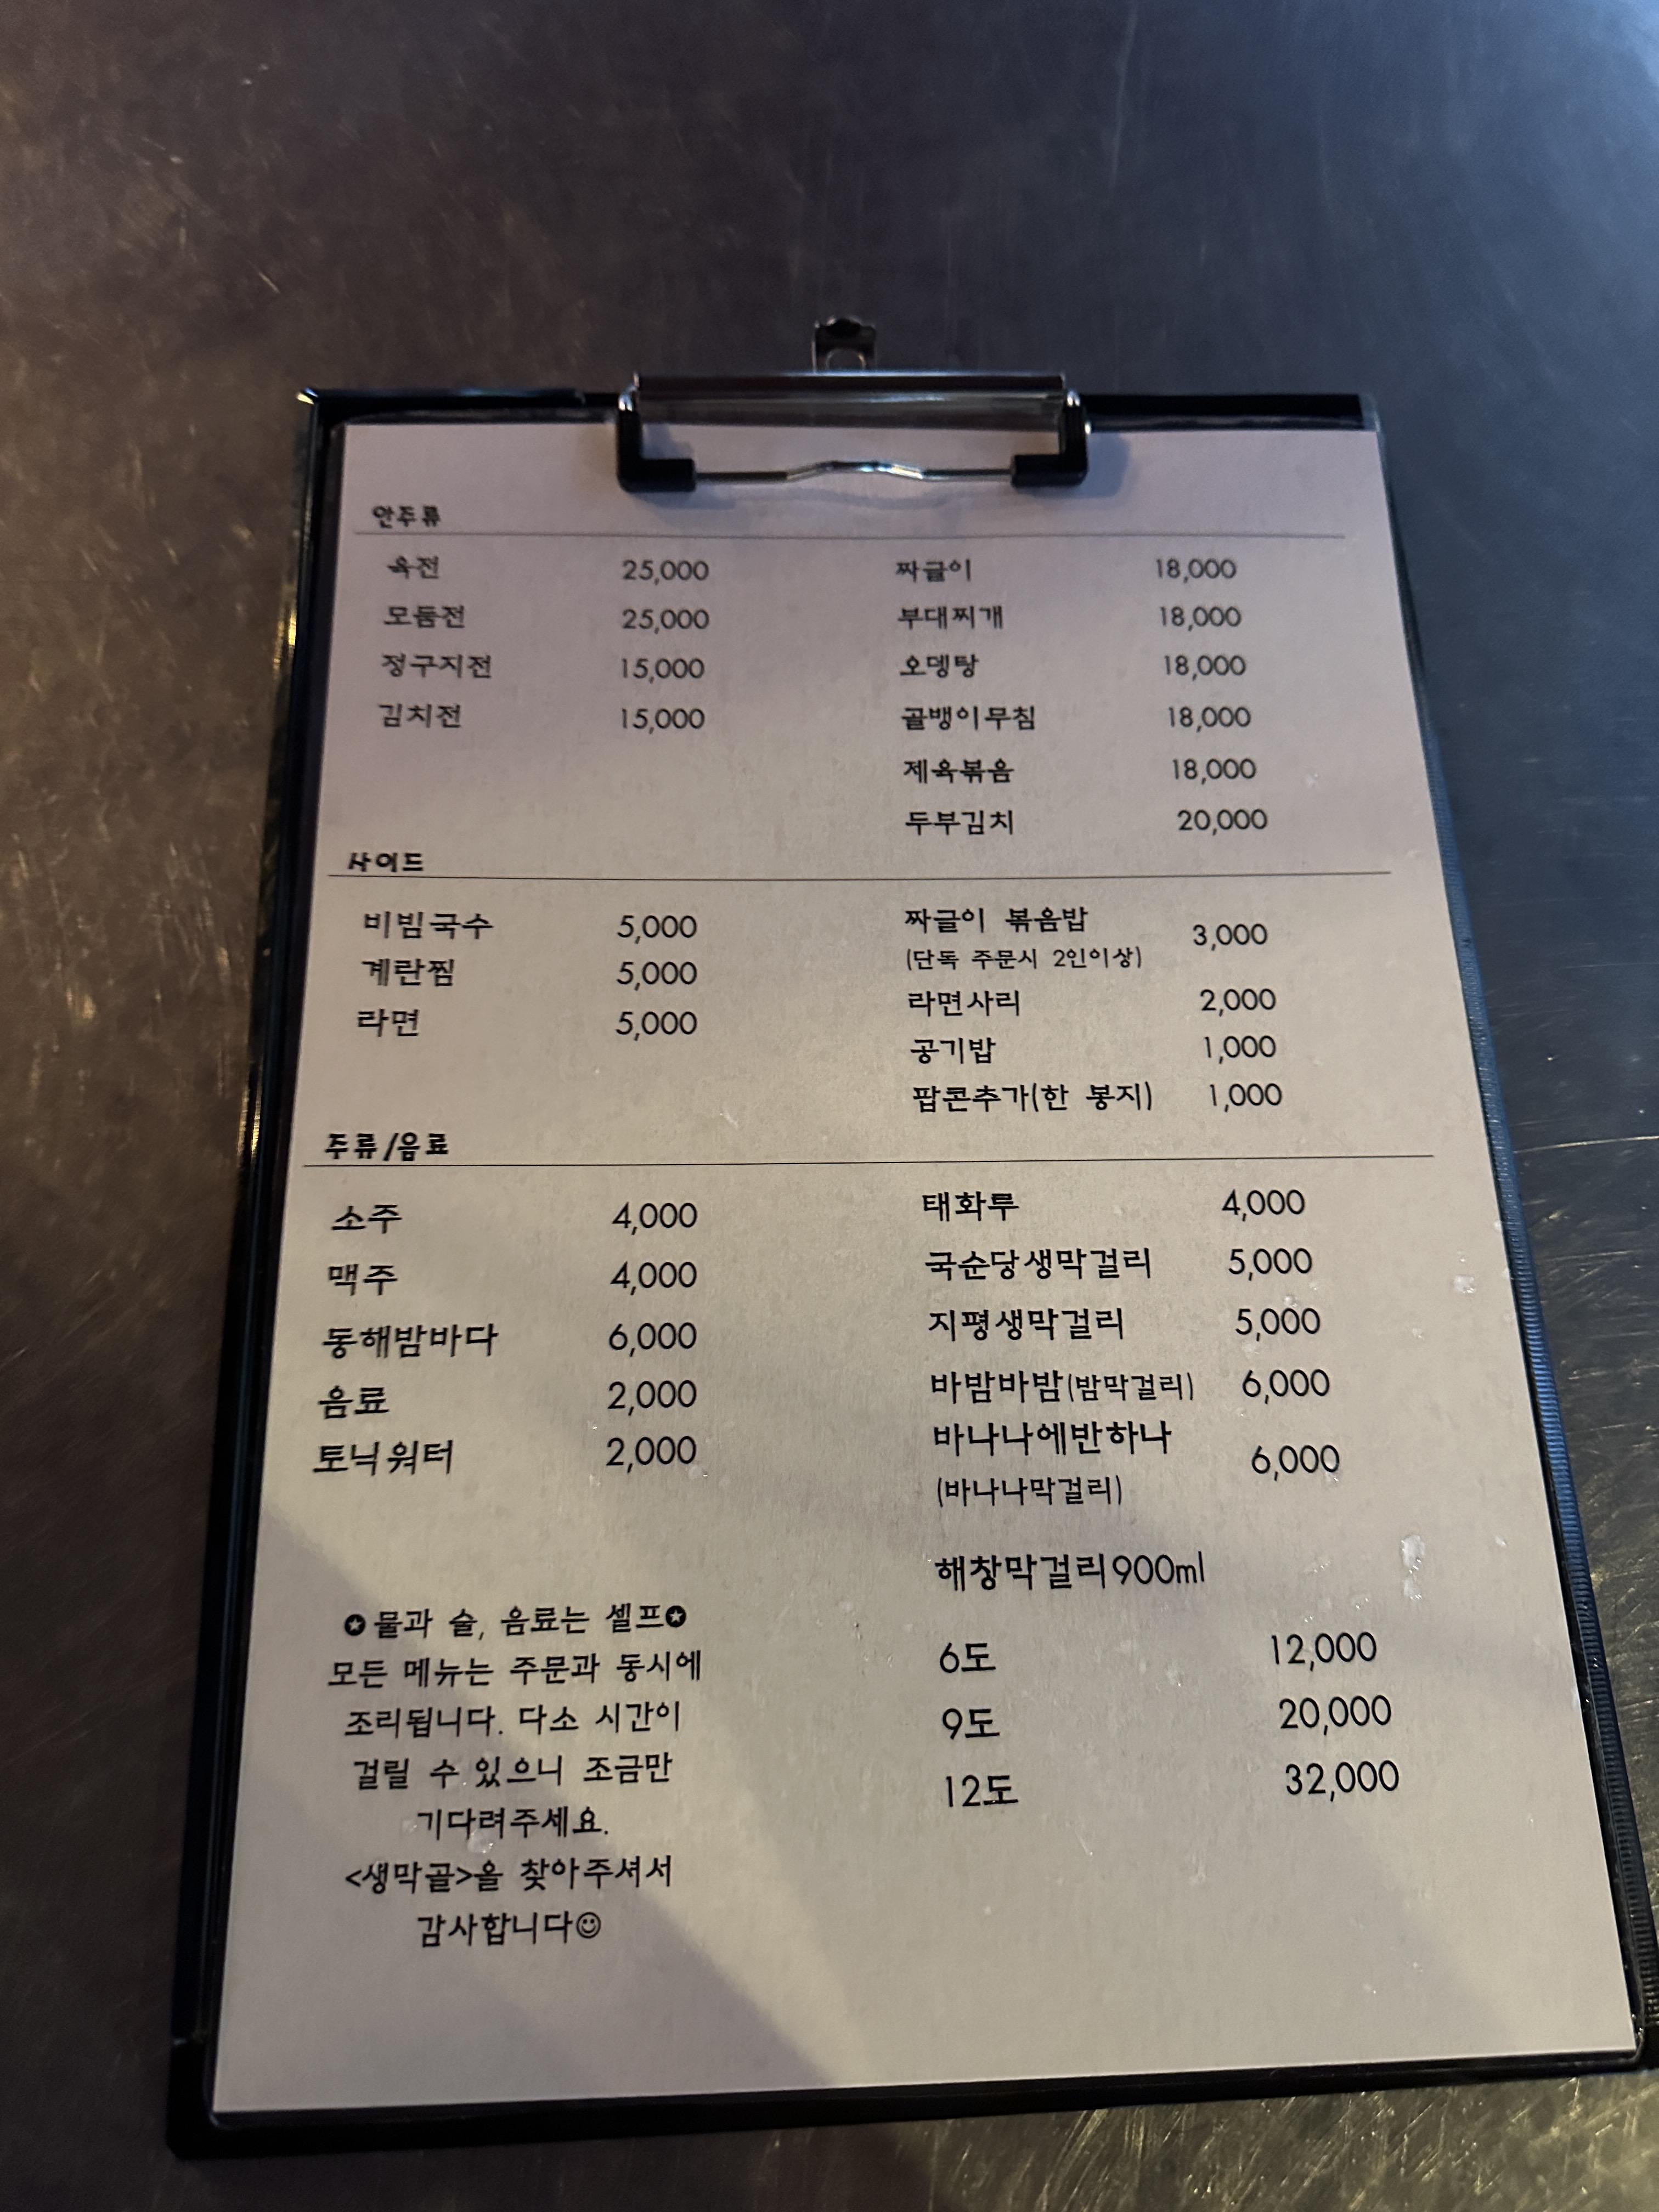 안주류
육전 25,000
모둠전 25,000
정구지전 15,000
김치전 15,000
짜글이 18,000
부대찌개 18,000
오뎅탕 18,000
골뱅이무침 18,000
제육볶음 18,000
두부김치 20,000
사이드
비빔국수 5,000
계란찜 5,000
라면 5,000
짜글이 볶음밥 3,000
(단독 주문시 2인이상)
라면사리 2,000
공기밥 1,000
팝콘추가(한 봉지) 1,000
주류/음료
소주 4,000
맥주 4,000
동해밤바다 6,000
음료 2,000
토닉워터 2,000
태화루 4,000
국순당생막걸리 5,000
지평생막걸리 5,000
바밤바밤(밤막걸리) 6,000
바나나에반하나 6,000
(바나나막걸리)
해창막걸리900ml
6도 12,000
9도 20,000
12도 32,000
✪물과 술, 음료는 셀프✪
모든 메뉴는 주문과 동시에
조리됩니다. 다소 시간이
걸릴 수 있으니 조금만
기다려주세요.
<생막골>을 찾아주셔서
감사합니다☺